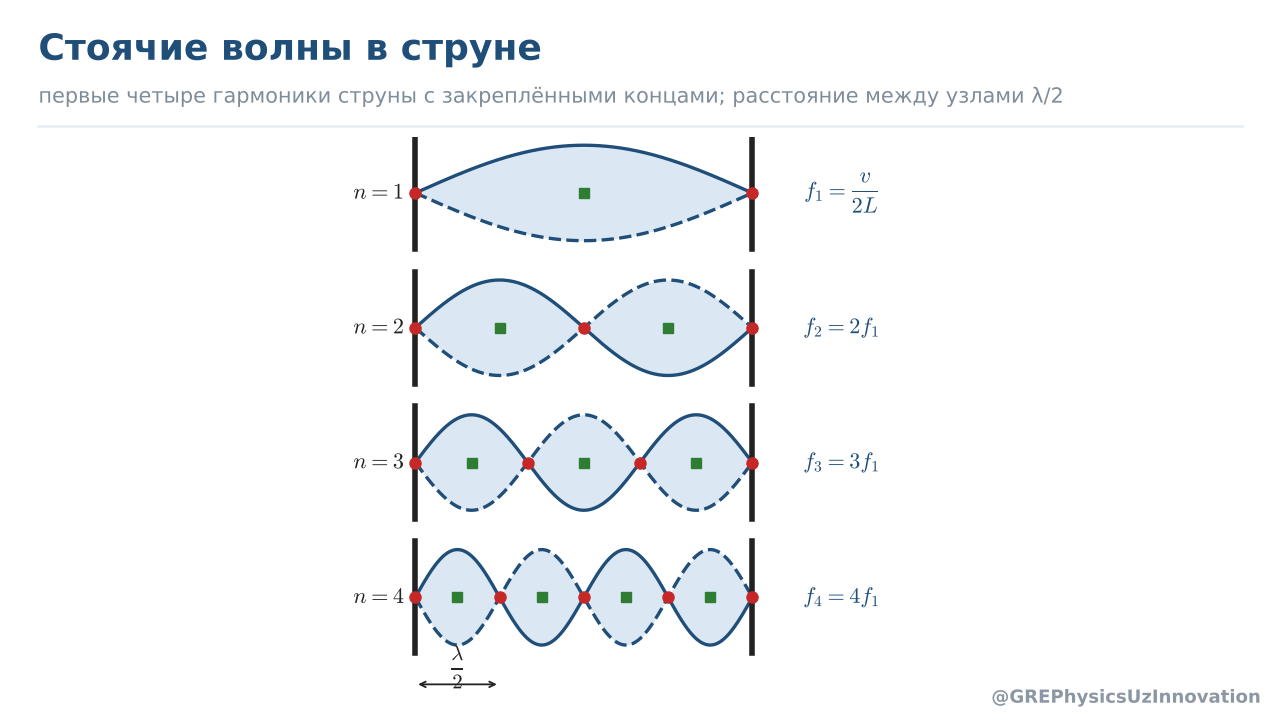 Стоячие волны в струне
первые четыре гармоники струны с закреплёнными концами; расстояние между узлами λ/2
n = 1
f₁ = v/2L
n = 2
f₂ = 2f₁
n = 3
f₃ = 3f₁
n = 4
f₄ = 4f₁
λ/2
@GREPhysicsUzInnovation